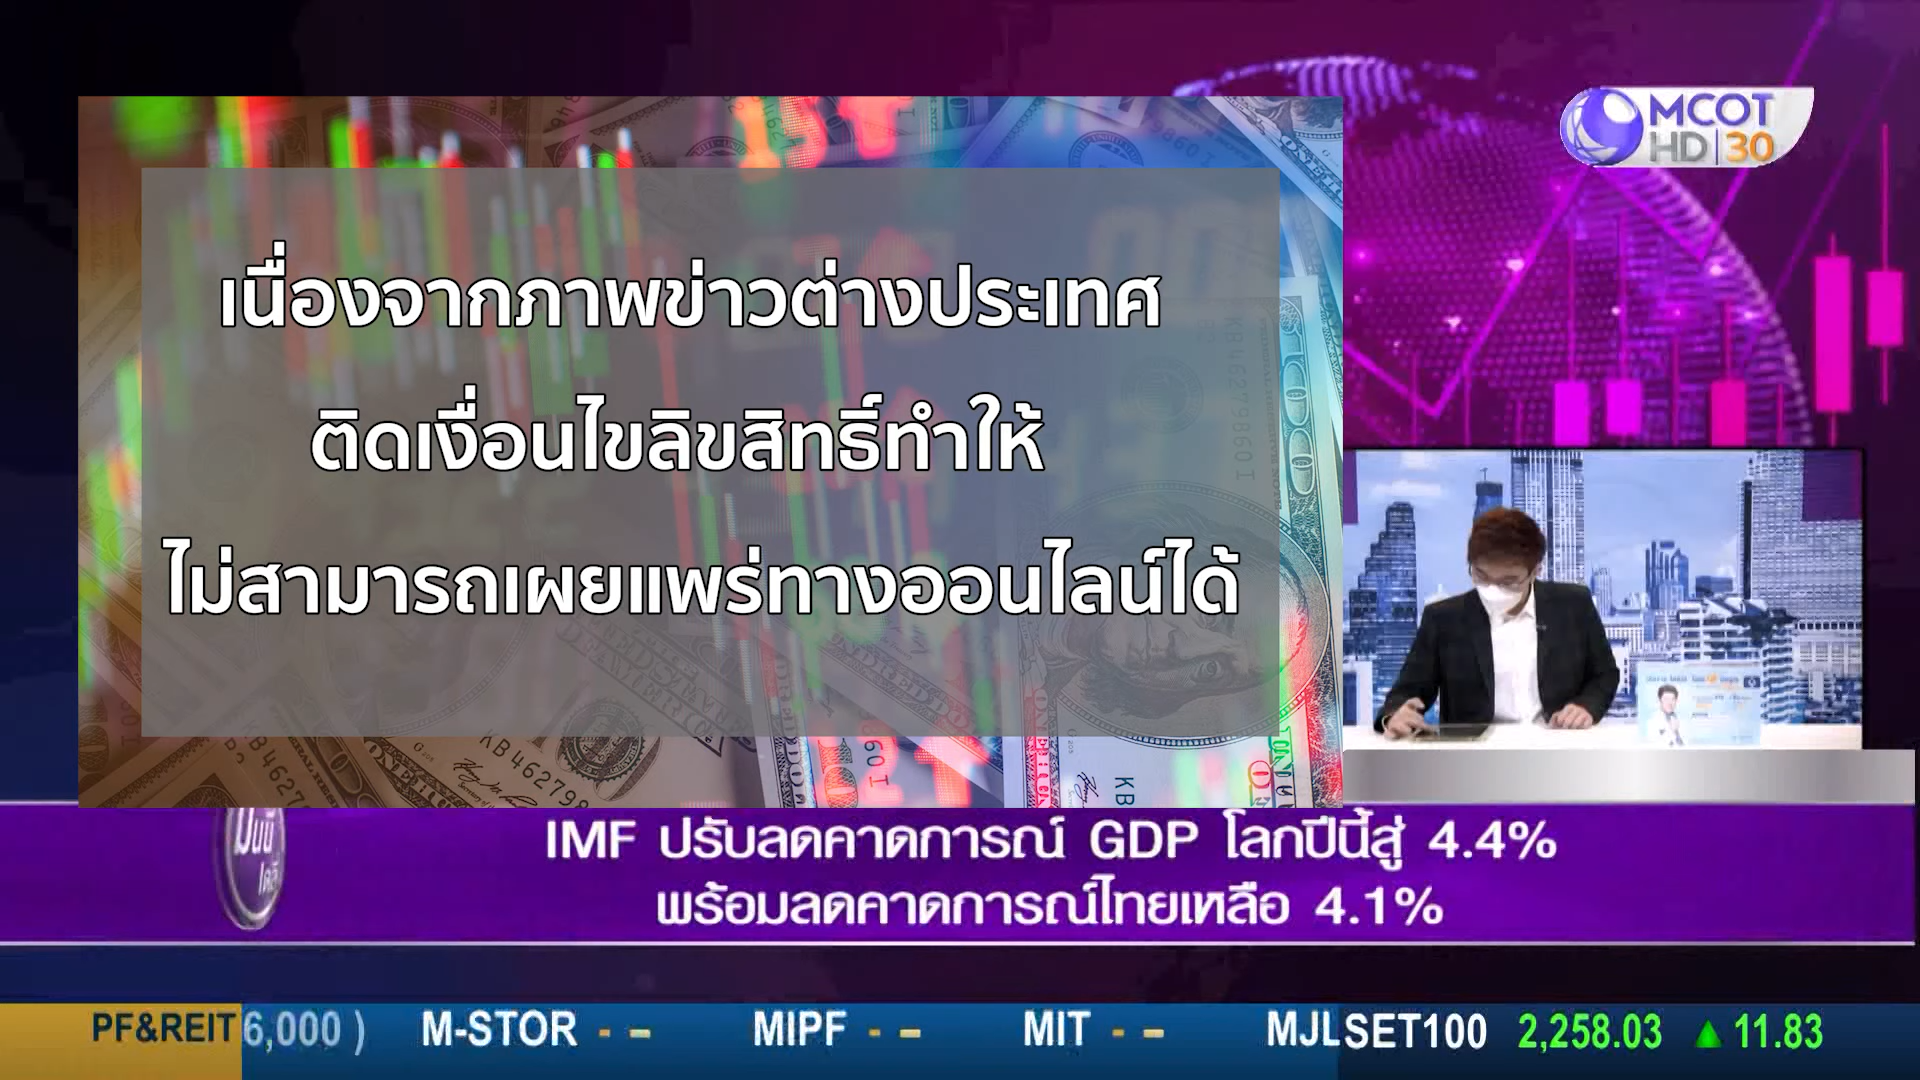 MCOT
HD 30
เนื่องจากภาพข่าวต่างประเทศ
ติดเงื่อนไขลิขสิทธิ์ทำให้
ไม่สามารถเผยแพร่ทางออนไลน์ได้
IMF ปรับลดคาดการณ์ GDP โลกปีนี้สู่ 4.4%
พร้อมลดคาดการณ์ไทยเหลือ 4.1%
PF&REIT 6,000 ) M-STOR - - MIPF - - MIT - - MJL SET100 2,258.03 ▲ 11.83